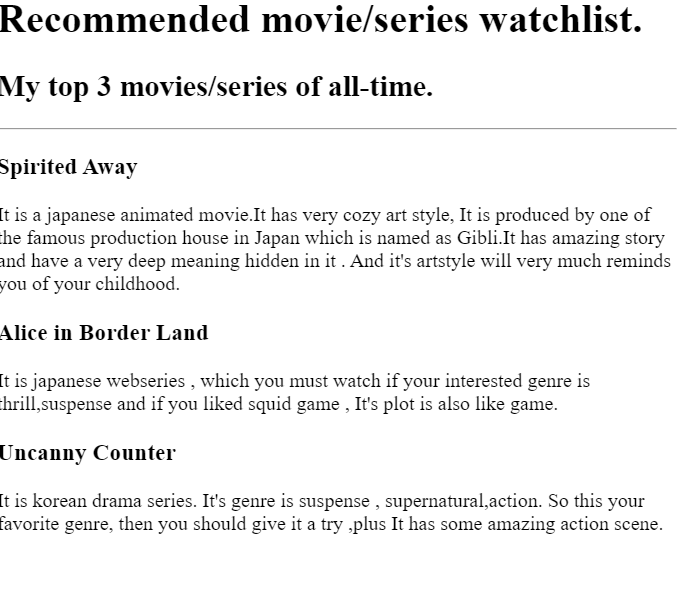 Recommended movie/series watchlist.
My top 3 movies/series of all-time.
Spirited Away
It is a japanese animated movie.It has very cozy art style, It is produced by one of
the famous production house in Japan which is named as Gibli.It has amazing story
and have a very deep meaning hidden in it . And it's artstyle will very much reminds
you of your childhood.
Alice in Border Land
It is japanese webseries , which you must watch if your interested genre is
thrill,suspense and if you liked squid game , It's plot is also like game.
Uncanny Counter
It is korean drama series. It's genre is suspense , supernatural,action. So this your
favorite genre, then you should give it a try ,plus It has some amazing action scene.